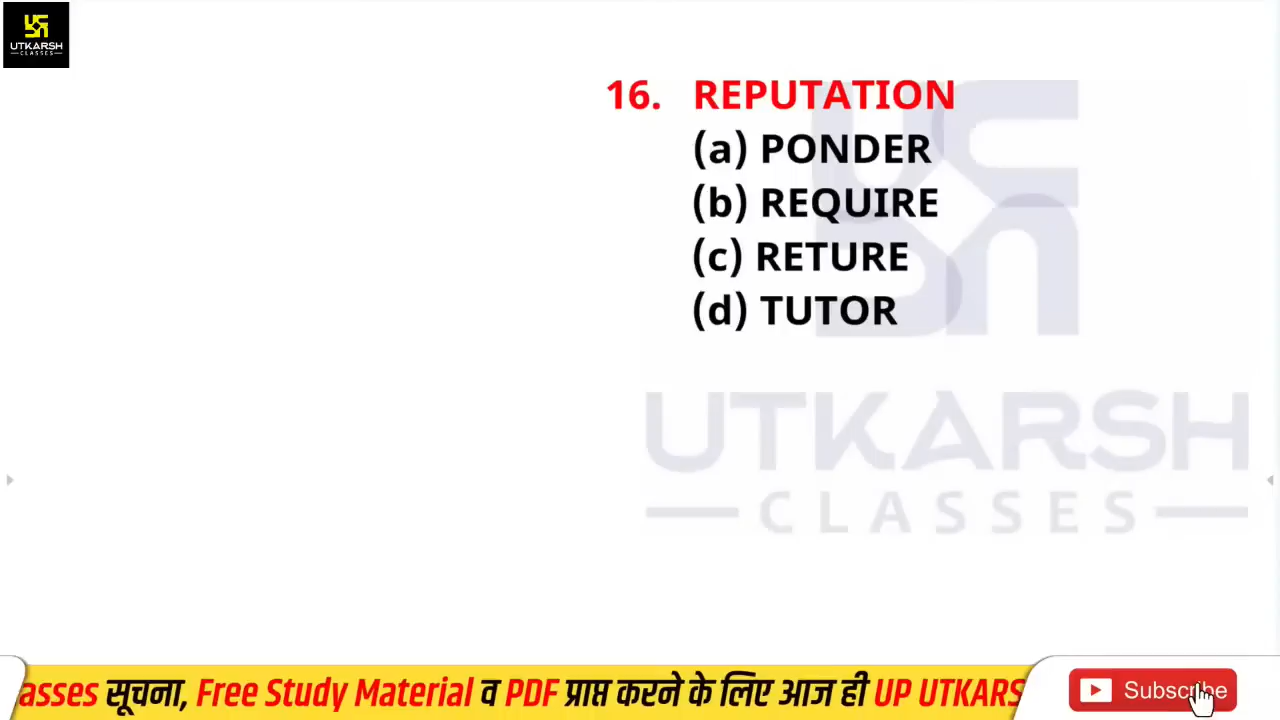 UTKARSH
CLASSES
16. REPUTATION
(a) PONDER
(b) REQUIRE
(c) RETURE
(d) TUTOR
UTKARSH
CLASSES
asses सूचना, Free Study Material व PDF प्राप्त करने के लिए आज ही UP UTKARS
Subscribe